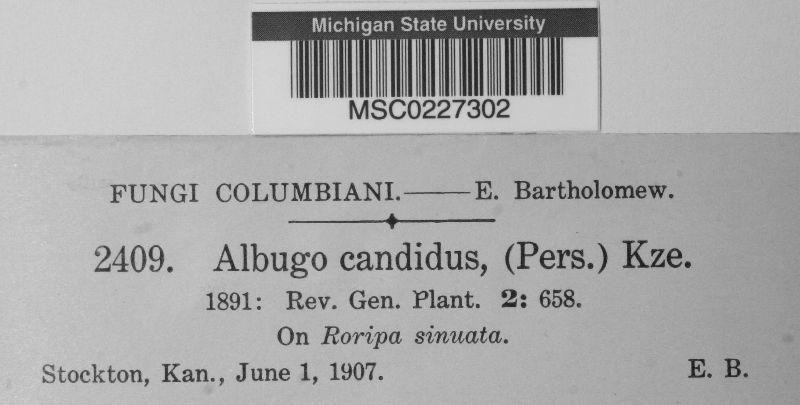 Michigan State University
MSC0227302
FUNGI COLUMBIANI.——E. Bartholomew.
2409. Albugo candidus, (Pers.) Kze.
1891: Rev. Gen. Plant. 2: 658.
On Roripa sinuata.
Stockton, Kan., June 1, 1907. E. B.